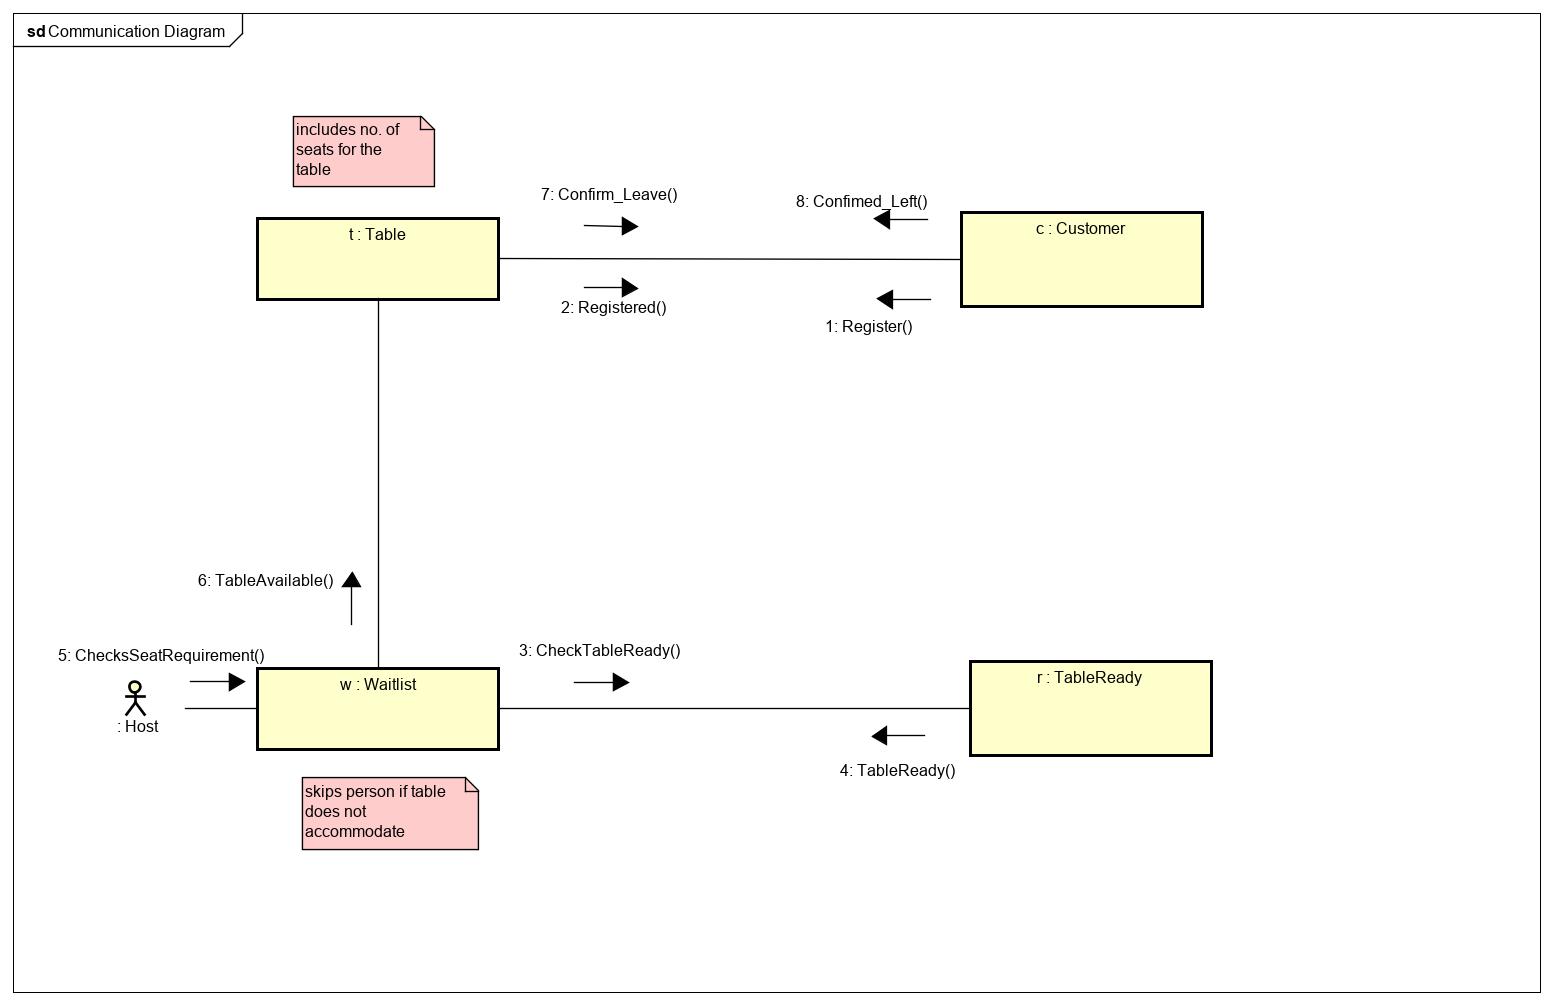 sd Communication Diagram
includes no. of
seats for the
table
7: Confirm_Leave()
8: Confimed_Left()
t : Table
c : Customer
2: Registered()
1: Register()
6: TableAvailable()
5: ChecksSeatRequirement()
3: CheckTableReady()
w : Waitlist
r : TableReady
: Host
4: TableReady()
skips person if table
does not
accommodate